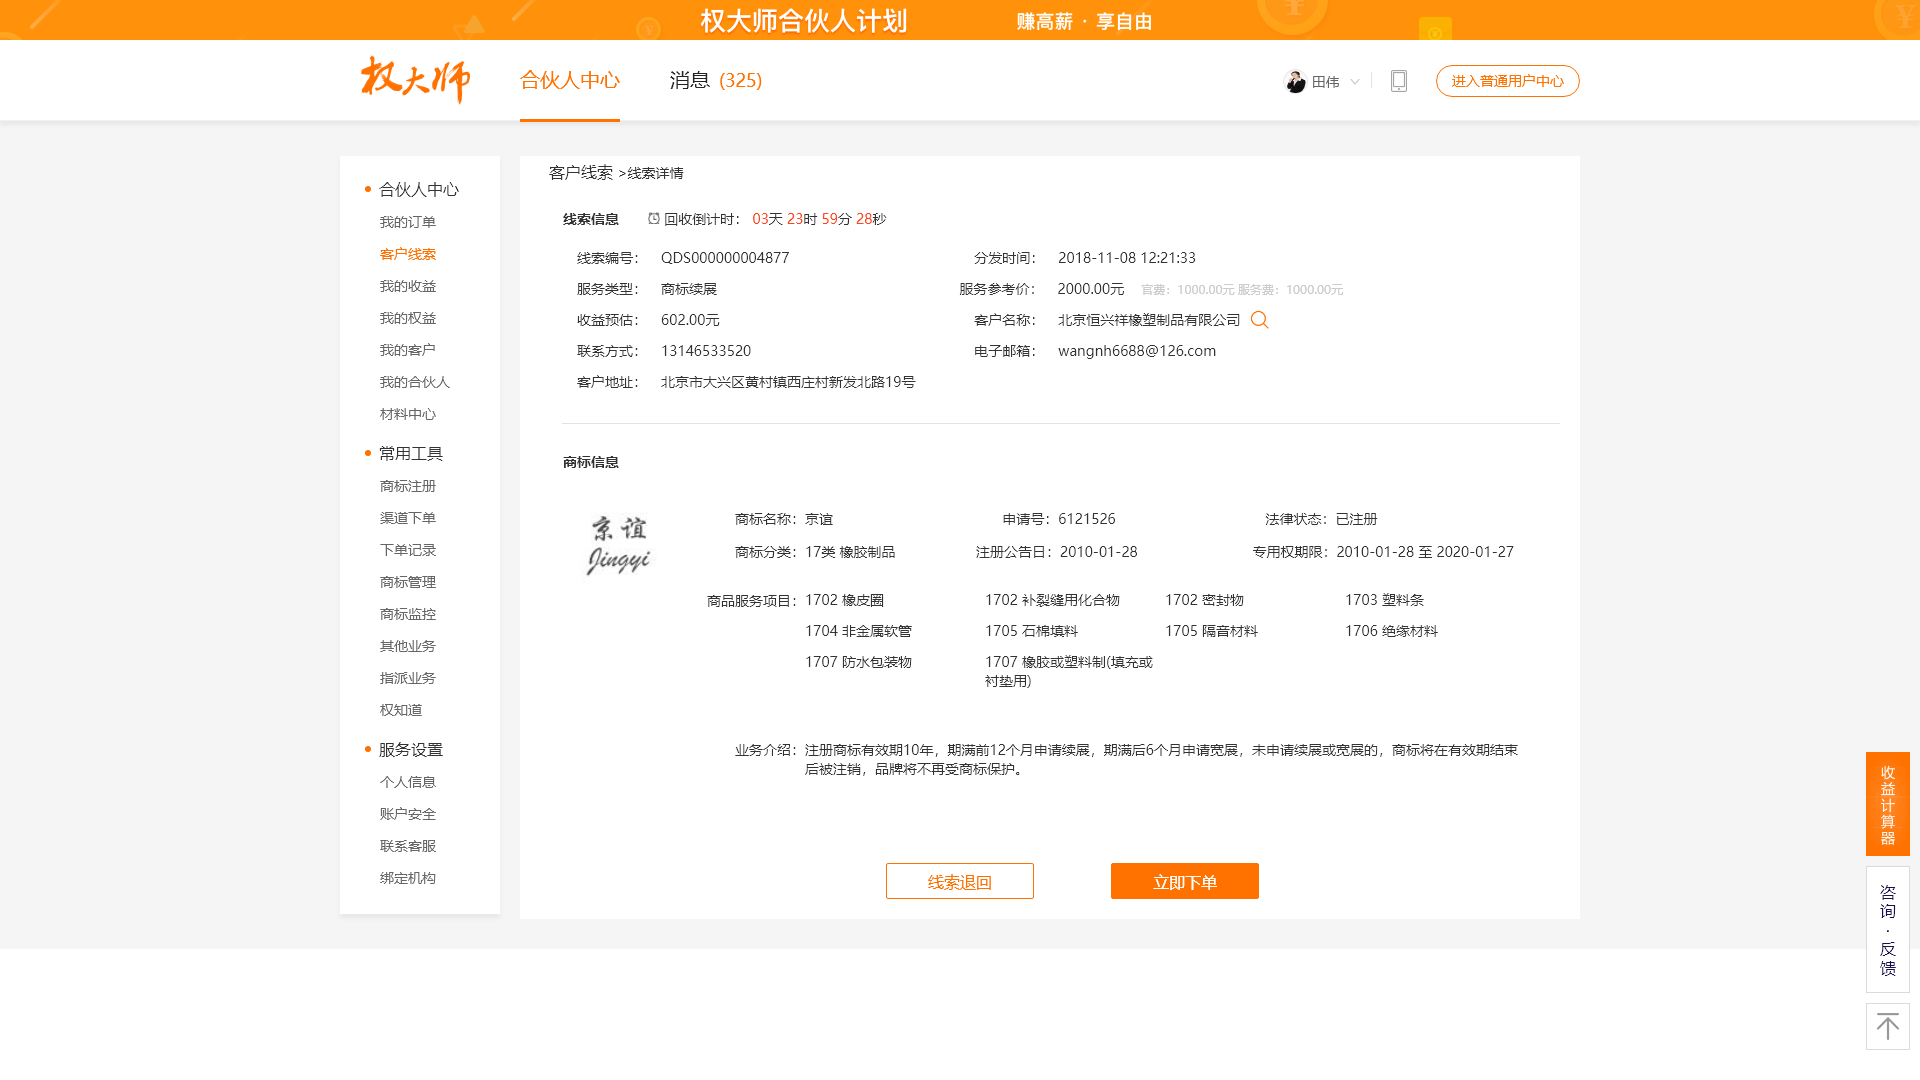 权大师合伙人计划 赚高薪 · 享自由
权大师 合伙人中心 消息 (325) 田伟 进入普通用户中心
合伙人中心
我的订单
客户线索
我的收益
我的权益
我的客户
我的合伙人
材料中心
常用工具
商标注册
渠道下单
下单记录
商标管理
商标监控
其他业务
指派业务
权知道
服务设置
个人信息
账户安全
联系客服
绑定机构
客户线索 >线索详情
线索信息 回收倒计时： 03天 23时 59分 28秒
线索编号： QDS000000004877 分发时间： 2018-11-08 12:21:33
服务类型： 商标续展 服务参考价： 2000.00元 官费：1000.00元 服务费：1000.00元
收益预估： 602.00元 客户名称： 北京恒兴祥橡塑制品有限公司
联系方式： 13146533520 电子邮箱： wangnh6688@126.com
客户地址： 北京市大兴区黄村镇西庄村新发北路19号
商标信息
京谊
Jingyi
商标名称：京谊 申请号：6121526 法律状态：已注册
商标分类：17类 橡胶制品 注册公告日：2010-01-28 专用权期限：2010-01-28 至 2020-01-27
商品服务项目：1702 橡皮圈 1702 补裂缝用化合物 1702 密封物 1703 塑料条
1704 非金属软管 1705 石棉填料 1705 隔音材料 1706 绝缘材料
1707 防水包装物 1707 橡胶或塑料制(填充或
衬垫用)
业务介绍：注册商标有效期10年，期满前12个月申请续展，期满后6个月申请宽展，未申请续展或宽展的，商标将在有效期结束
后被注销，品牌将不再受商标保护。
线索退回 立即下单
收益计算器
咨询·反馈